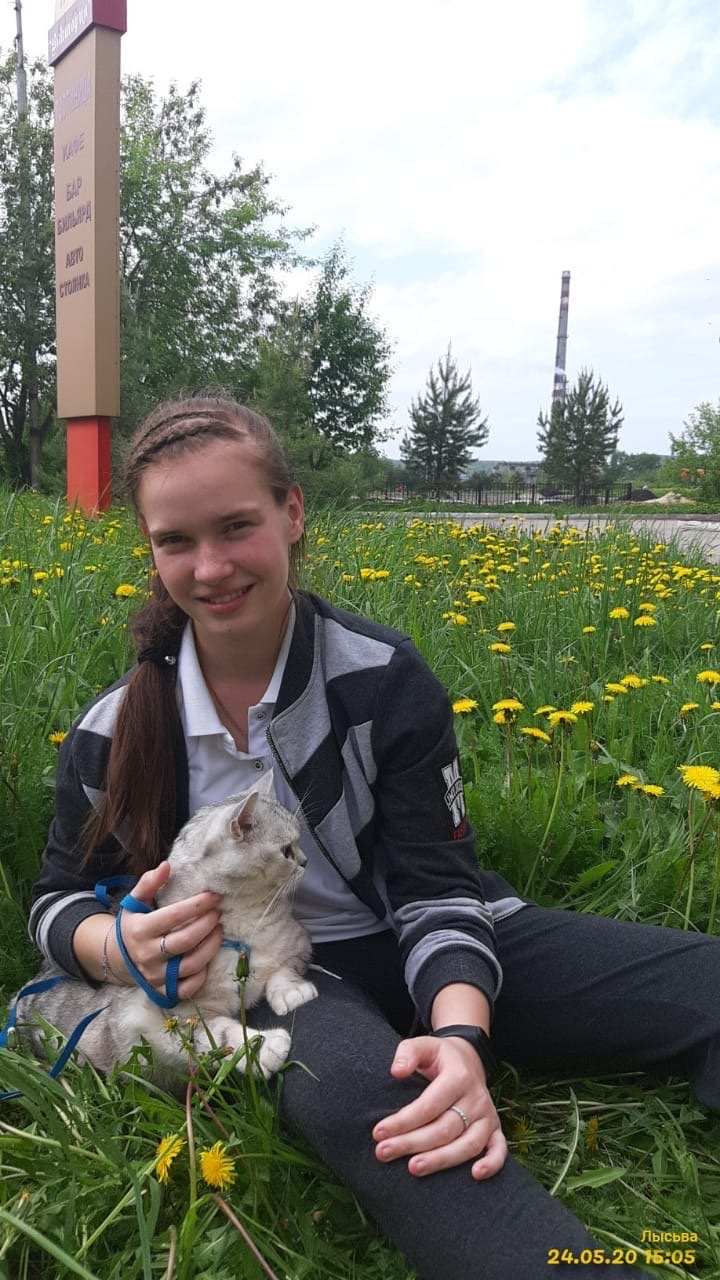 КАФЕ
БАР
БИЛЬЯРД
АВТО
СТОЯНКА
Лысьва
24.05.20 15:05